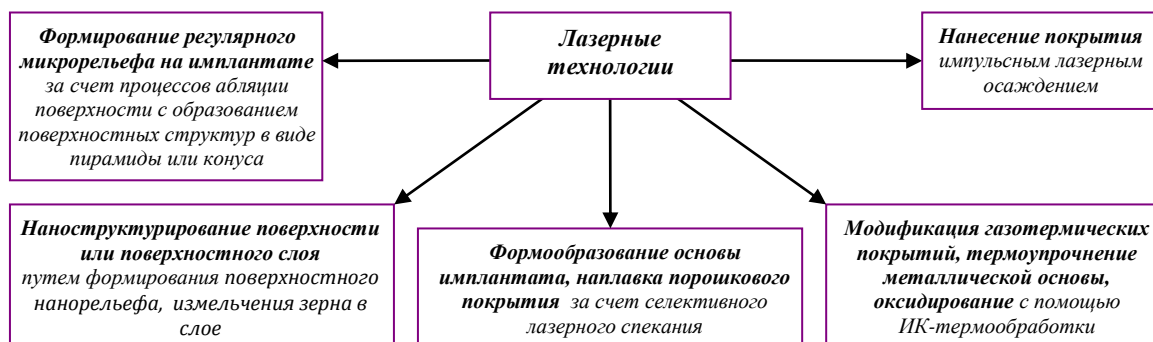 Формирование регулярного
микрорельефа на имплантате
за счет процессов абляции
поверхности с образованием
поверхностных структур в виде
пирамиды или конуса
Лазерные
технологии
Нанесение покрытия
импульсным лазерным
осаждением
Наноструктурирование поверхности
или поверхностного слоя
путем формирования поверхностного
нанорельефа, измельчения зерна в
слое
Формообразование основы
имплантата, наплавка порошкового
покрытия за счет селективного
лазерного спекания
Модификация газотермических
покрытий, термоупрочнение
металлической основы,
оксидирование с помощью
ИК-термообработки